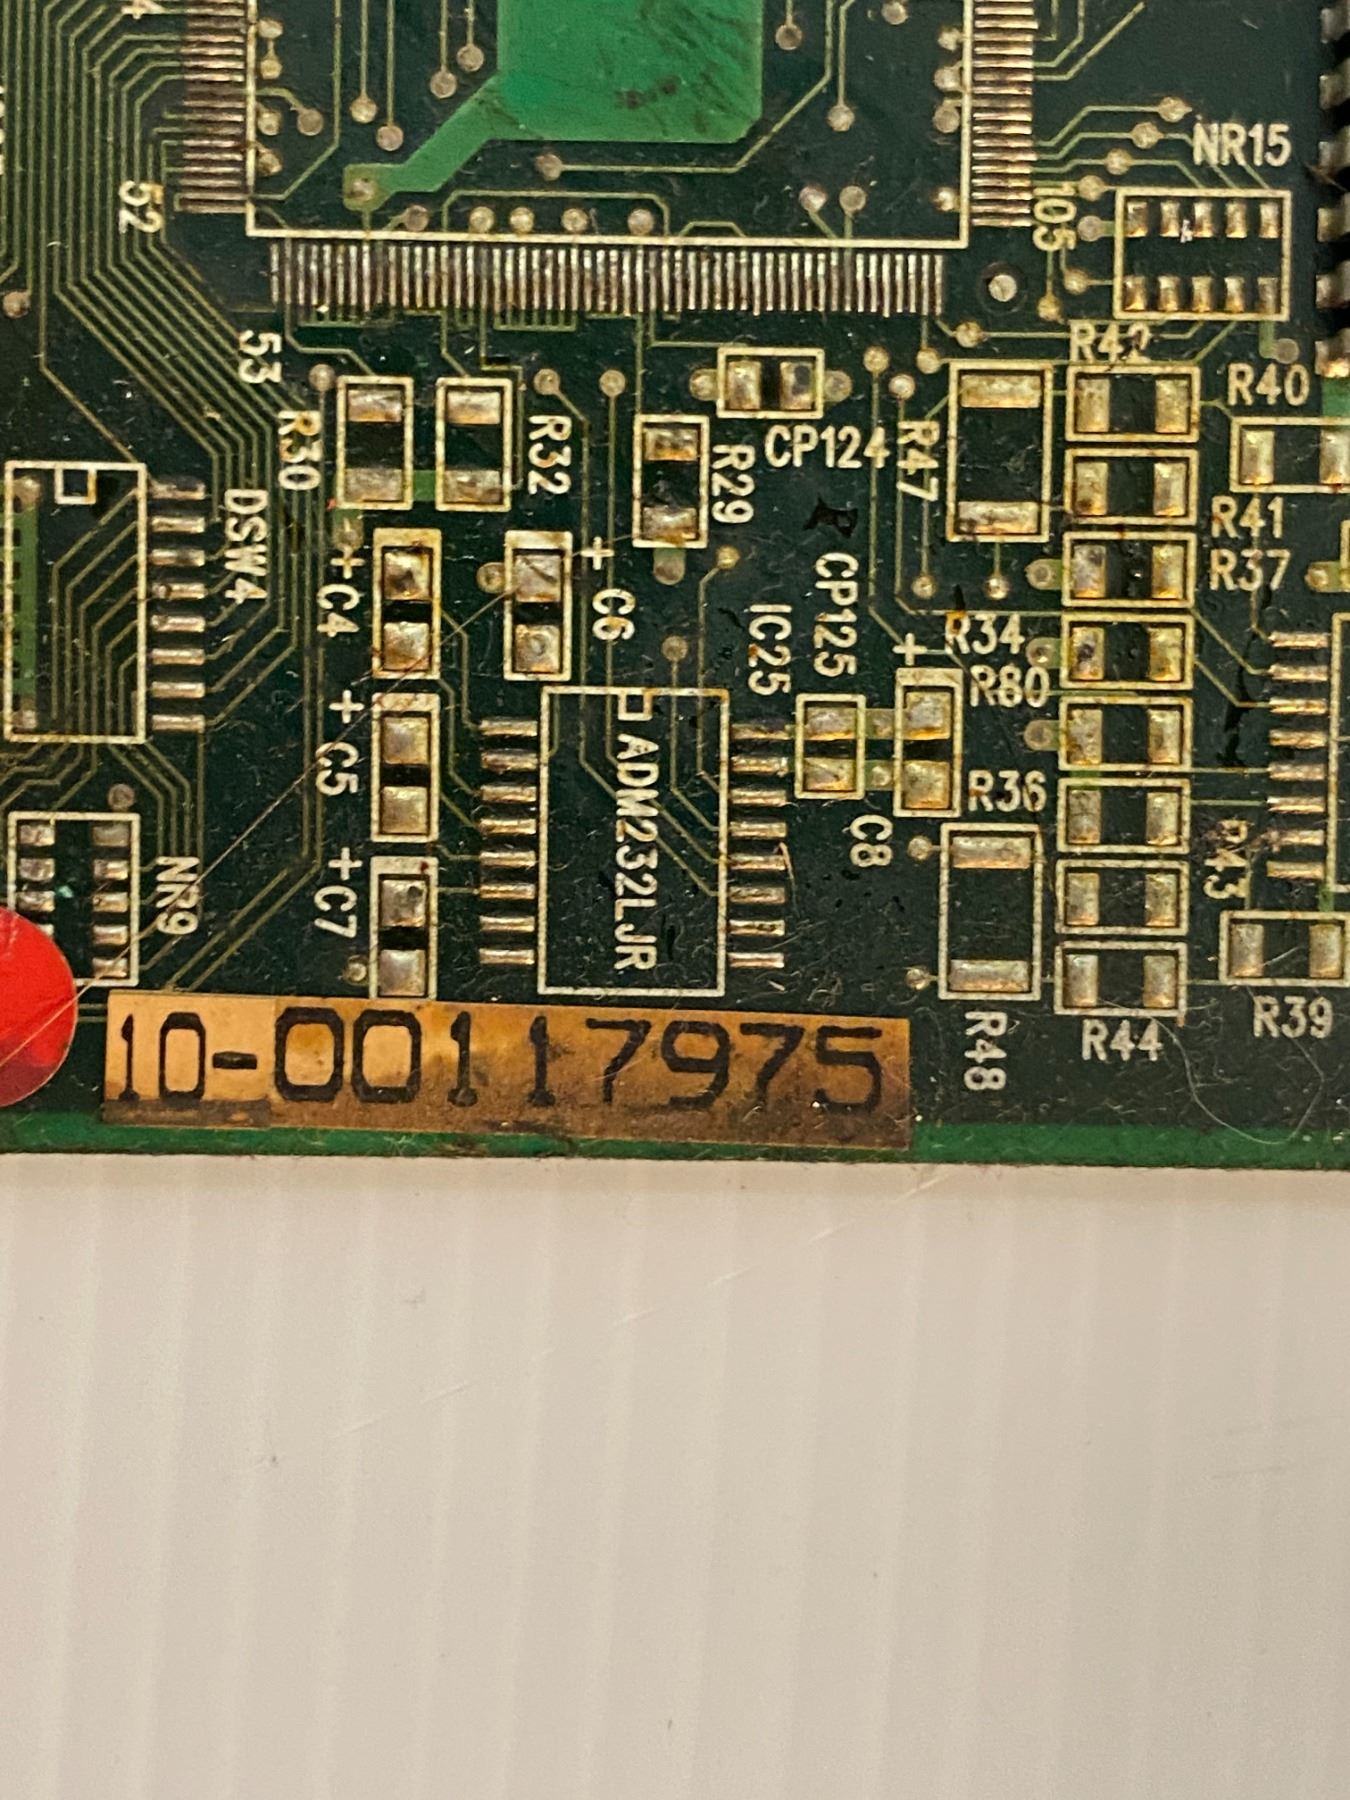 NR15
52
105
53
R42
R40
R30
R32
R29
CP124
R47
DSW4
R41
R37
+C4
+ C6
CP125
IC25
+
R34
R80
+ C5
ADM232LJR
R36
C8
R43
+C7
NR9
10-00117975
R48
R44
R39